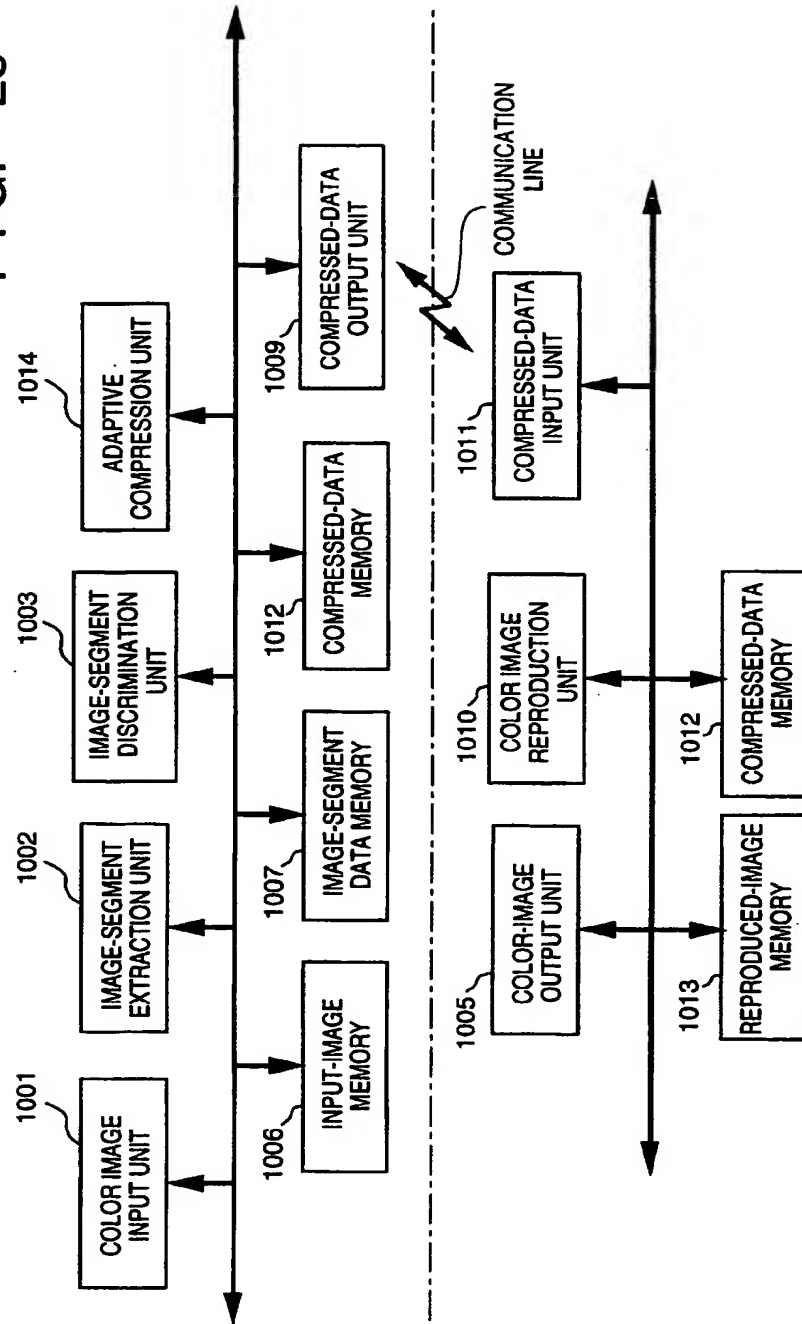 1001
COLOR IMAGE
INPUT UNIT
1002
IMAGE-SEGMENT
EXTRACTION UNIT
1003
IMAGE-SEGMENT
DISCRIMINATION
UNIT
1014
ADAPTIVE
COMPRESSION UNIT
1006
INPUT-IMAGE
MEMORY
1007
IMAGE-SEGMENT
DATA MEMORY
1012
COMPRESSED-DATA
MEMORY
1009
COMPRESSED-DATA
OUTPUT UNIT
COMMUNICATION
LINE
1005
COLOR-IMAGE
OUTPUT UNIT
1010
COLOR IMAGE
REPRODUCTION
UNIT
1011
COMPRESSED-DATA
INPUT UNIT
1013
REPRODUCED-IMAGE
MEMORY
1012
COMPRESSED-DATA
MEMORY